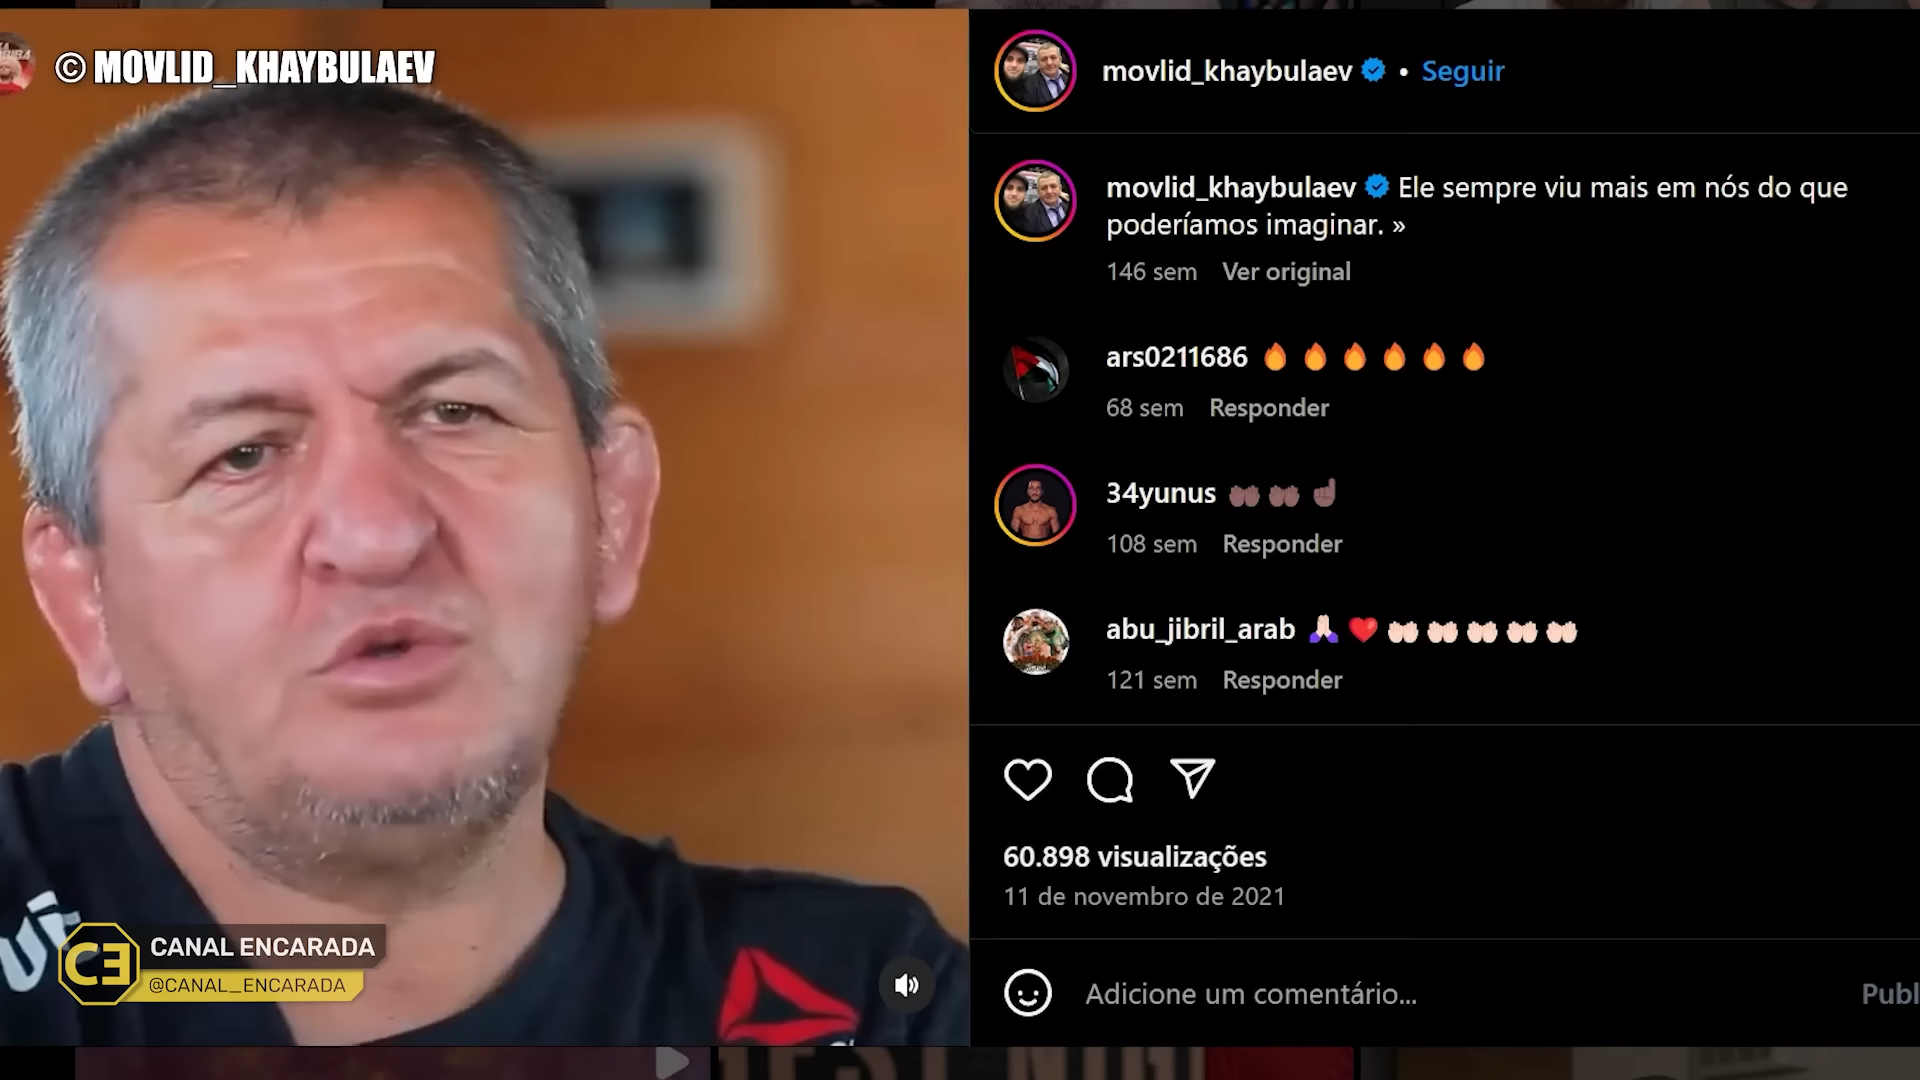 © MOVLID_KHAYBULAEV
movlid_khaybulaev • Seguir
movlid_khaybulaev Ele sempre viu mais em nós do que
poderíamos imaginar. »
146 sem Ver original
ars0211686 🔥 🔥 🔥 🔥 🔥 🔥
68 sem Responder
34yunus 🤲🏾 🤲🏾 ☝🏾
108 sem Responder
abu_jibril_arab 🙏🏻 ❤️ 🤲🏻 🤲🏻 🤲🏻 🤲🏻 🤲🏻
121 sem Responder
60.898 visualizações
11 de novembro de 2021
Adicione um comentário...
Publ
CE CANAL ENCARADA
@CANAL_ENCARADA